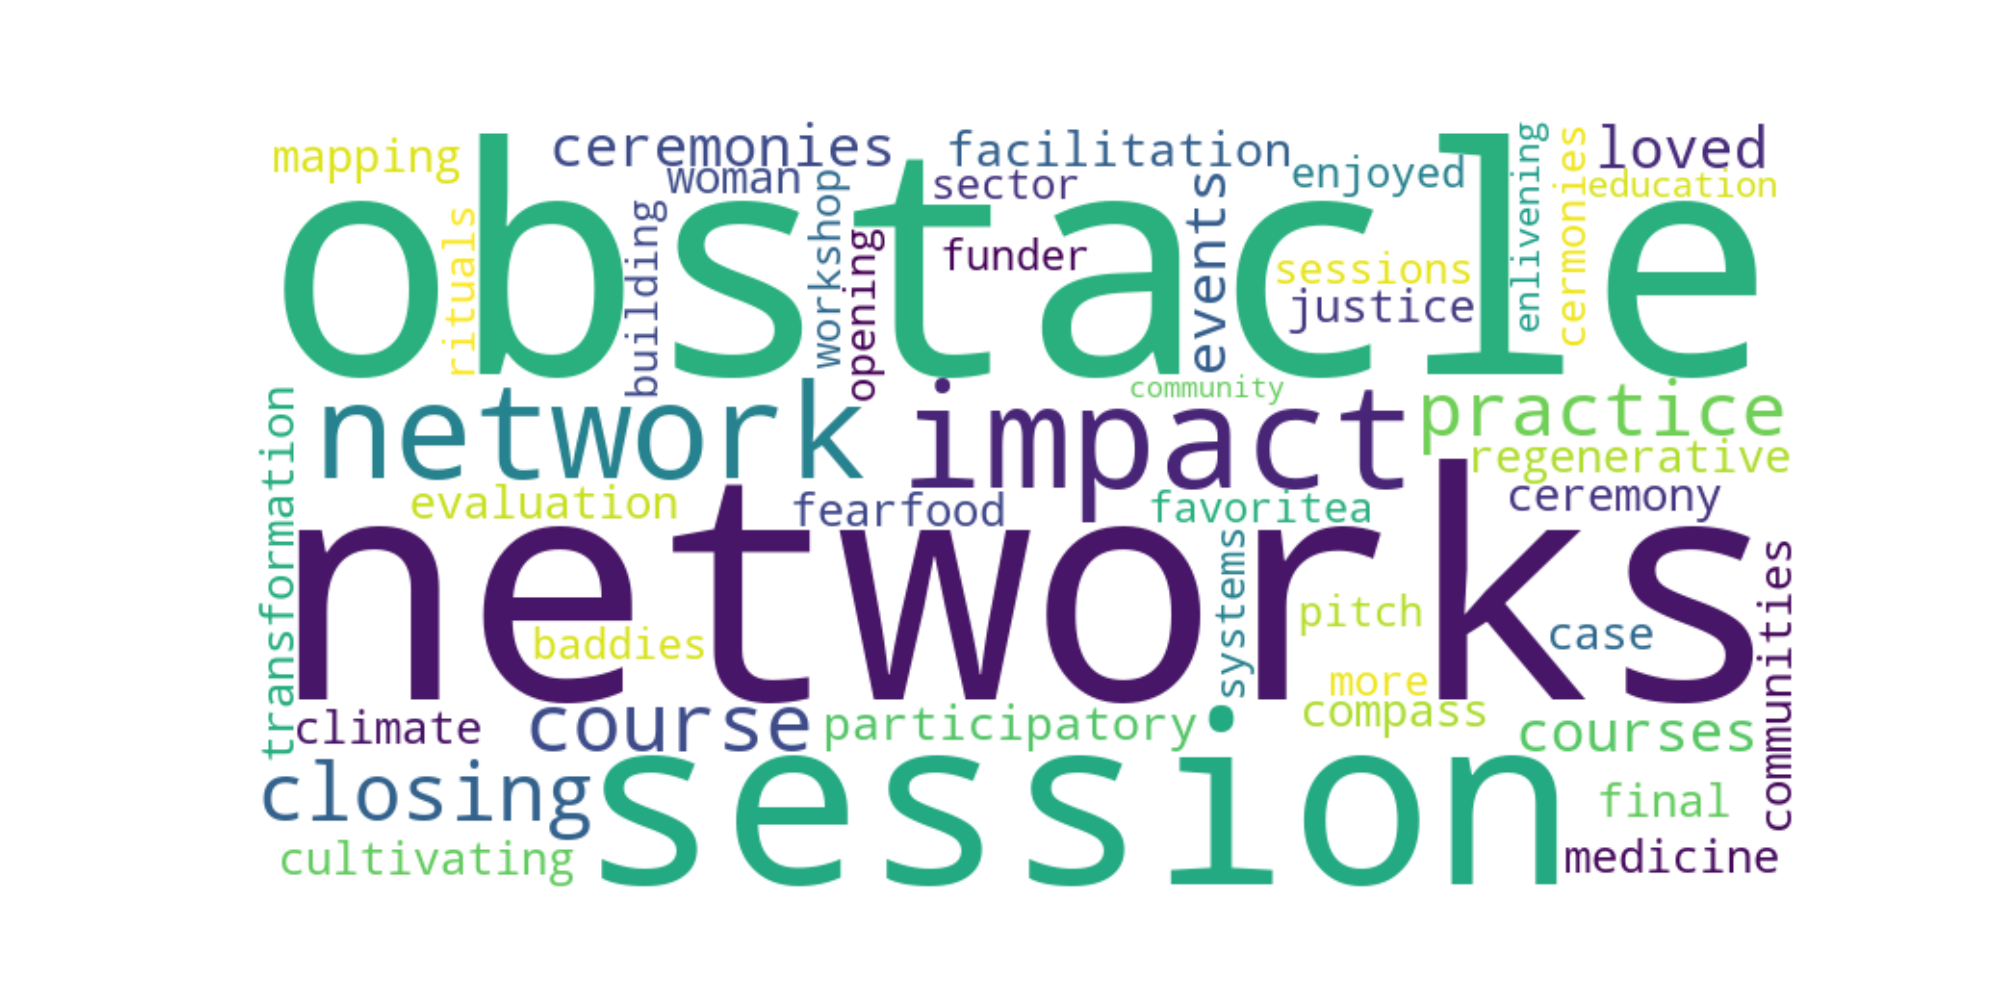 mapping
ceremonies
woman
facilitation
sector
enjoyed
loved
education
obstacle
rituals
building
workshop
opening
funder
events
sessions
justice
enlivening
cermonies
community
network
impact
practice
regenerative
transformation
evaluation
fearfood
favoritea
ceremony
networks
baddies
systems
pitch
case
communities
more
compass
climate
course
participatory
courses
closing
session
final
cultivating
medicine